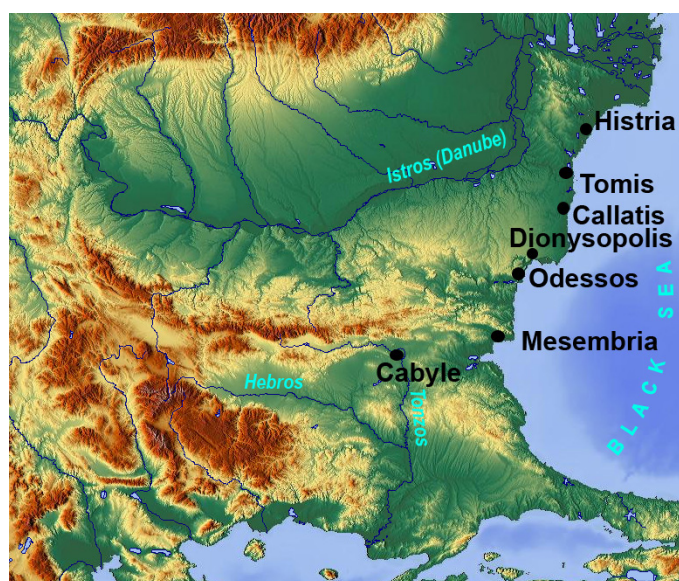 Histria
Istros (Danube)
Tomis
Callatis
Dionysopolis
Odessos
BLACK SEA
Mesembria
Cabyle
Hebros
Tonzos